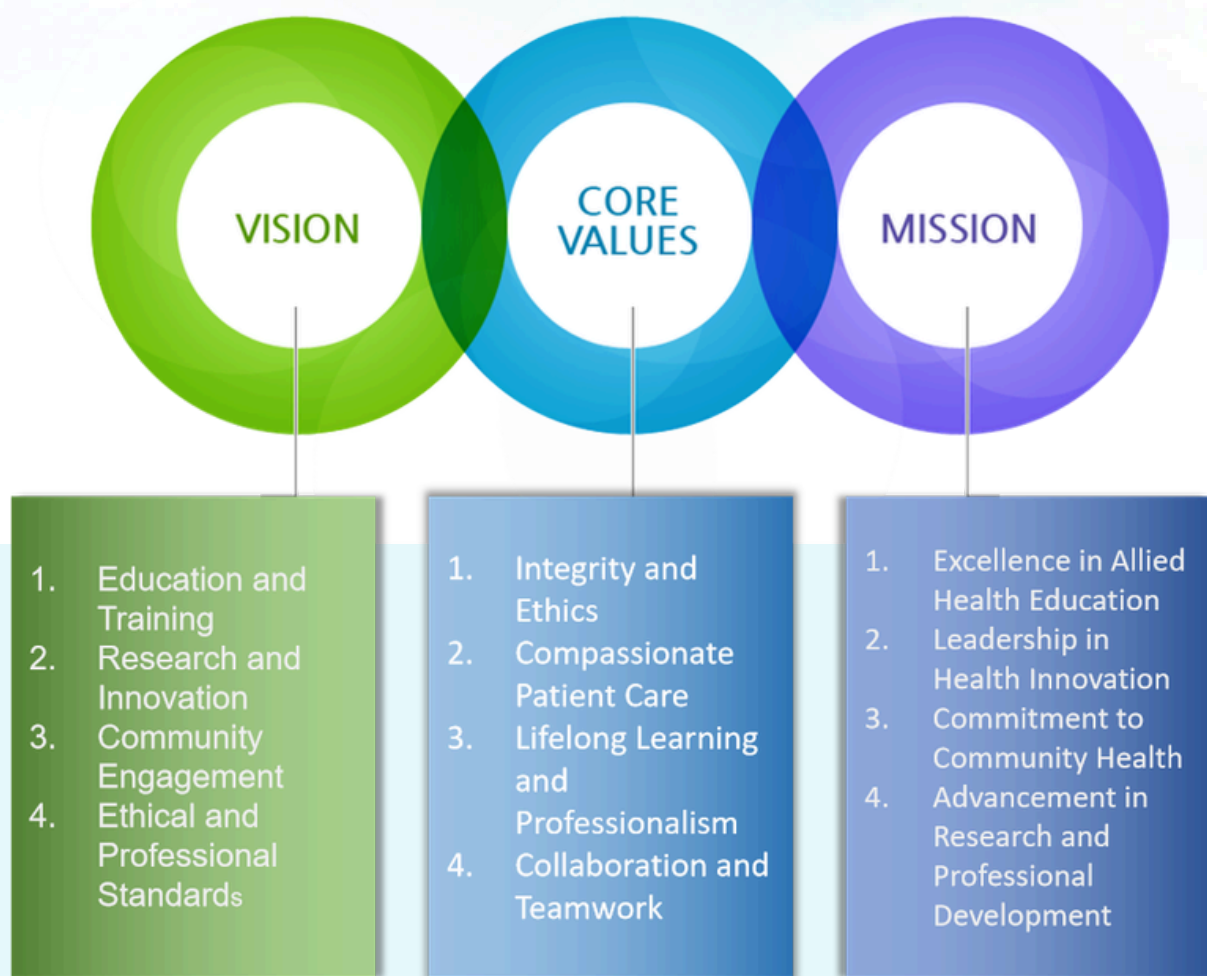 VISION
CORE
VALUES
MISSION
1. Education and
Training
2. Research and
Innovation
3. Community
Engagement
4. Ethical and
Professional
Standards
1. Integrity and
Ethics
2. Compassionate
Patient Care
3. Lifelong Learning
and
Professionalism
4. Collaboration and
Teamwork
1. Excellence in Allied
Health Education
2. Leadership in
Health Innovation
3. Commitment to
Community Health
4. Advancement in
Research and
Professional
Development